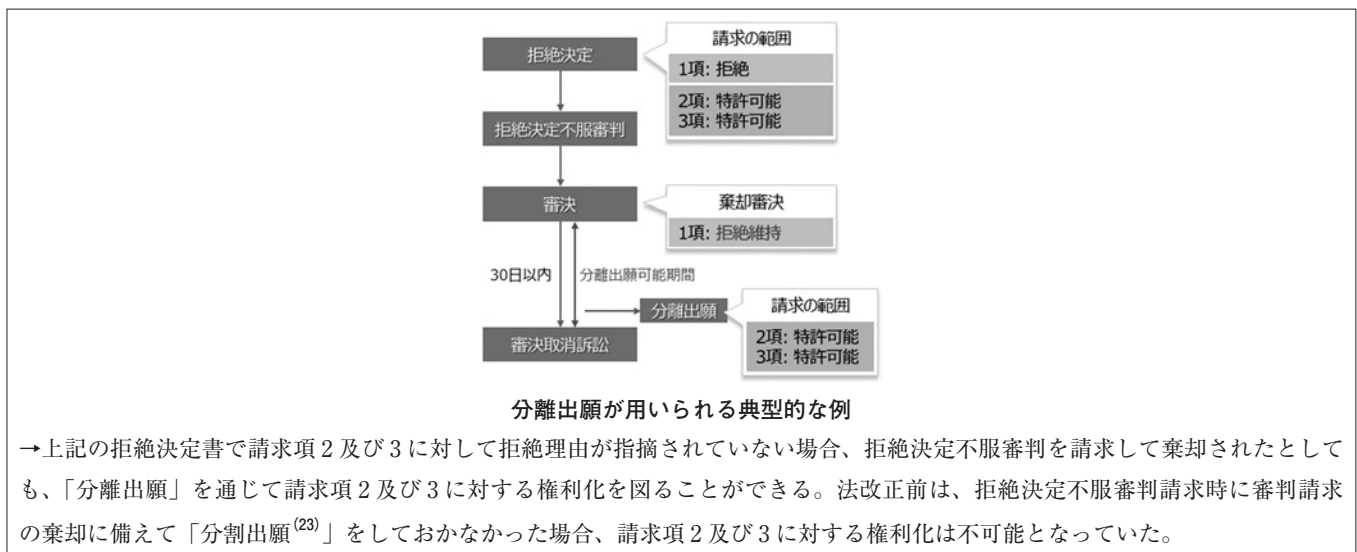 拒絶決定
請求の範囲
1項: 拒絶
2項: 特許可能
3項: 特許可能
拒絶決定不服審判
審決
棄却審決
1項: 拒絶維持
30日以内
分離出願可能期間
分離出願
請求の範囲
2項: 特許可能
3項: 特許可能
審決取消訴訟
分離出願が用いられる典型的な例
→上記の拒絶決定書で請求項2及び3に対して拒絶理由が指摘されていない場合、拒絶決定不服審判を請求して棄却されたとして
も、「分離出願」を通じて請求項2及び3に対する権利化を図ることができる。法改正前は、拒絶決定不服審判請求時に審判請求
の棄却に備えて「分割出願(23)」をしておかなかった場合、請求項2及び3に対する権利化は不可能となっていた。